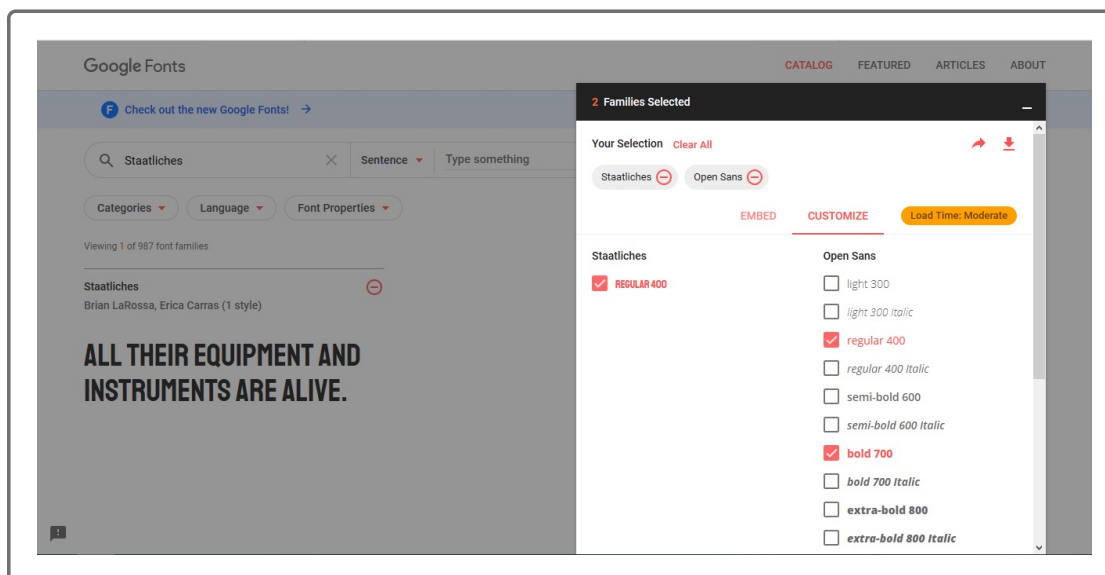 Google Fonts
CATALOG FEATURED ARTICLES ABOUT
F Check out the new Google Fonts! →
Staatliches
Sentence
Type something
Categories
Language
Font Properties
Viewing 1 of 987 font families
Staatliches
Brian LaRossa, Erica Carras (1 style)
ALL THEIR EQUIPMENT AND
INSTRUMENTS ARE ALIVE.
2 Families Selected
Your Selection Clear All
Staatliches Open Sans
EMBED CUSTOMIZE Load Time: Moderate
Staatliches
REGULAR 400
Open Sans
light 300
light 300 Italic
regular 400
regular 400 Italic
semi-bold 600
semi-bold 600 Italic
bold 700
bold 700 Italic
extra-bold 800
extra-bold 800 Italic